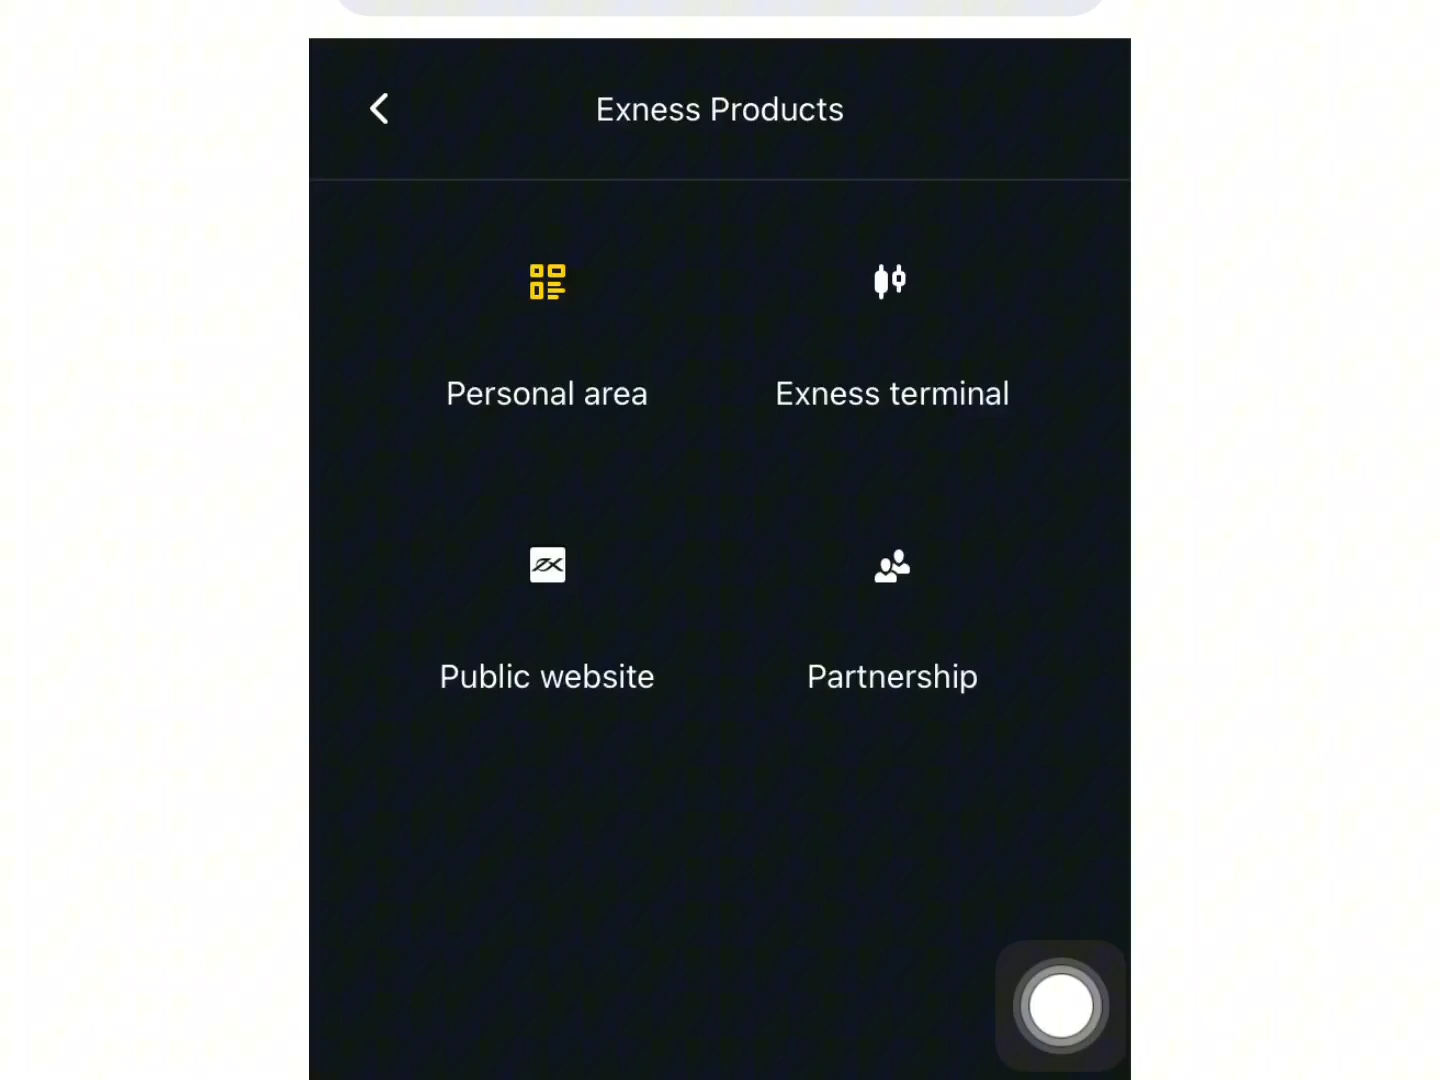 Exness Products
Personal area
Exness terminal
Public website
Partnership